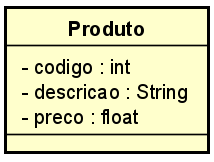 Produto
- codigo : int
- descricao : String
- preco : float